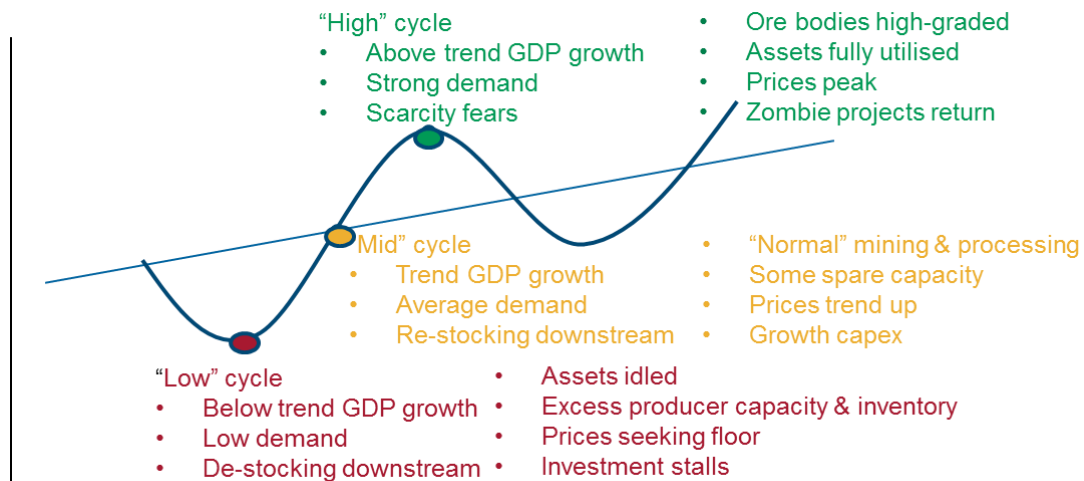 “High” cycle
• Above trend GDP growth
• Strong demand
• Scarcity fears
• Ore bodies high-graded
• Assets fully utilised
• Prices peak
• Zombie projects return
Mid” cycle
• Trend GDP growth
• Average demand
• Re-stocking downstream
• “Normal” mining & processing
• Some spare capacity
• Prices trend up
• Growth capex
“Low” cycle
• Below trend GDP growth
• Low demand
• De-stocking downstream
• Assets idled
• Excess producer capacity & inventory
• Prices seeking floor
• Investment stalls